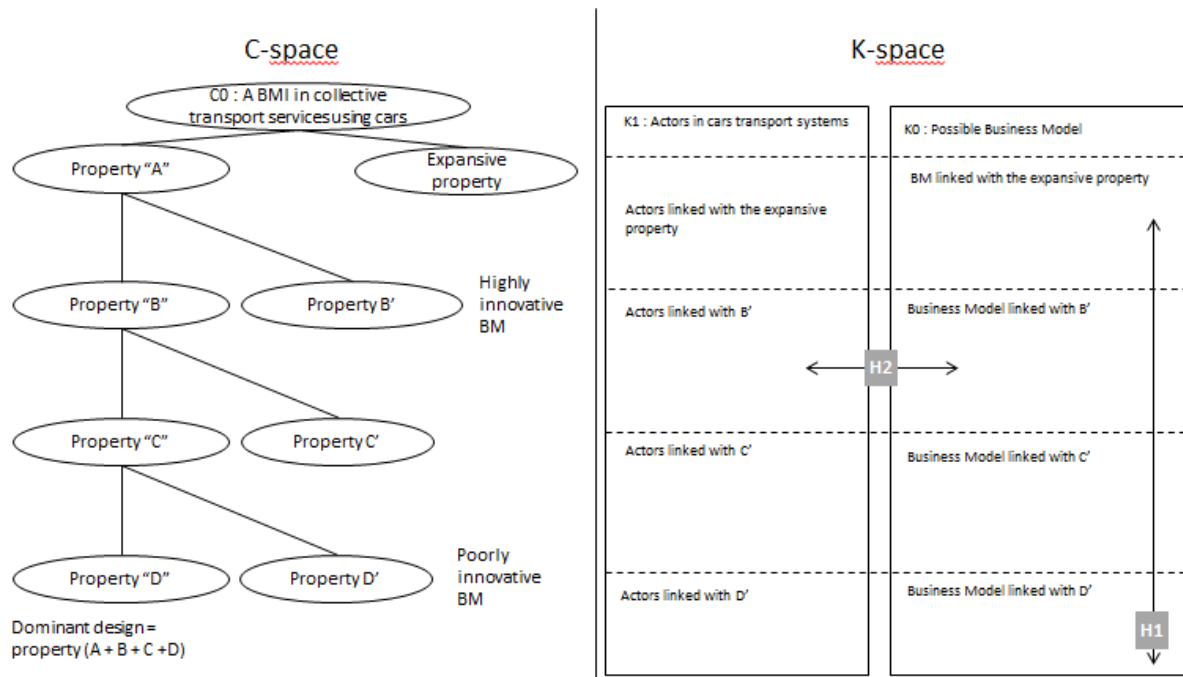 C-space
C0 : A BMI in collective
transport services using cars
Property “A”
Expansive
property
Property “B”
Property B’
Highly
innovative
BM
Property “C”
Property C’
Property “D”
Property D’
Poorly
innovative
BM
Dominant design =
property (A + B + C +D)
K-space
K1 : Actors in cars transport systems
K0 : Possible Business Model
Actors linked with the expansive
property
BM linked with the expansive property
Actors linked with B’
Business Model linked with B’
H2
Actors linked with C’
Business Model linked with C’
Actors linked with D’
Business Model linked with D’
H1